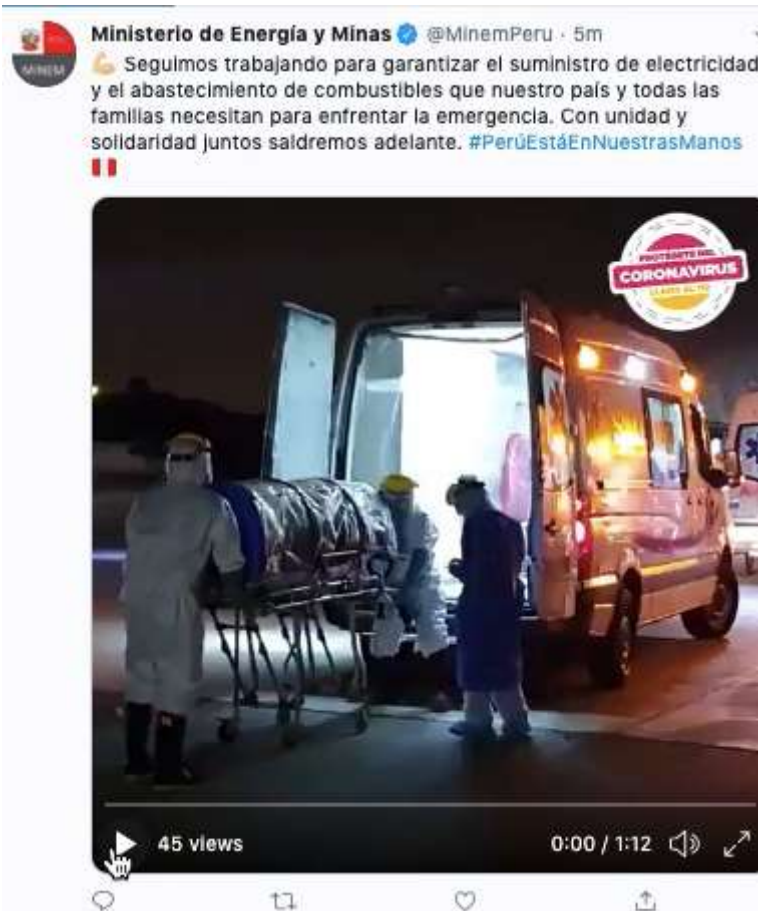 Ministerio de Energía y Minas @MinemPeru · 5m
MINEM
💪🏼 Seguimos trabajando para garantizar el suministro de electricidad
y el abastecimiento de combustibles que nuestro país y todas las
familias necesitan para enfrentar la emergencia. Con unidad y
solidaridad juntos saldremos adelante. #PerúEstáEnNuestrasManos
🇵🇪
CORONAVIRUS
45 views
0:00 / 1:12